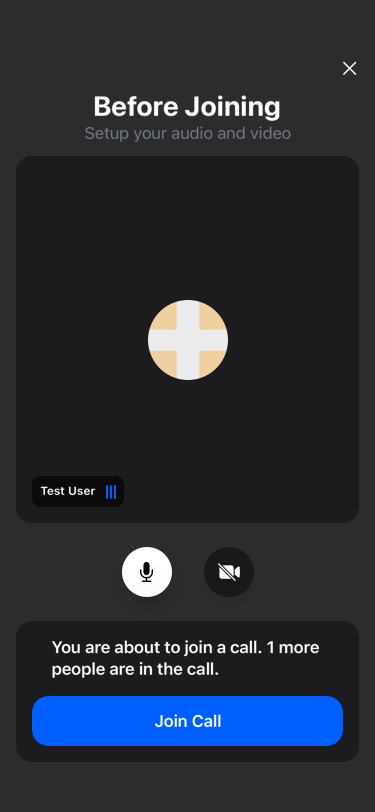 Before Joining
Setup your audio and video
Test User
You are about to join a call. 1 more
people are in the call.
Join Call